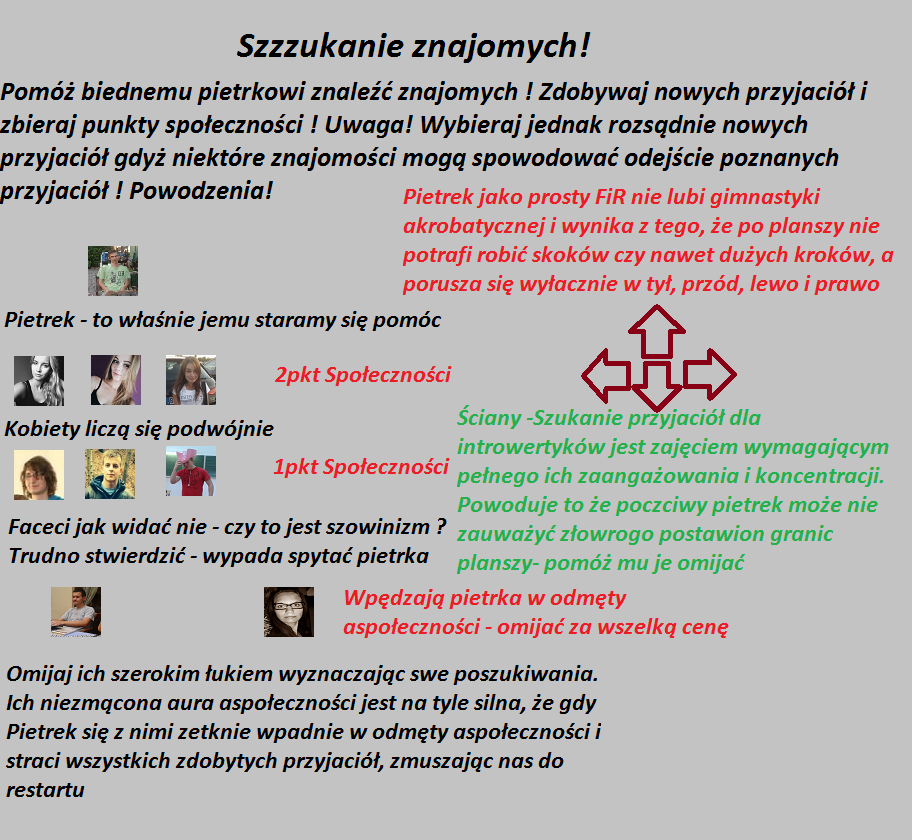 Szzzukanie znajomych!
Pomóż biednemu pietrkowi znaleźć znajomych ! Zdobywaj nowych przyjaciół i
zbieraj punkty społeczności ! Uwaga! Wybieraj jednak rozsądnie nowych
przyjaciół gdyż niektóre znajomości mogą spowodować odejście poznanych
przyjaciół ! Powodzenia!
Pietrek jako prosty FiR nie lubi gimnastyki
akrobatycznej i wynika z tego, że po planszy nie
potrafi robić skoków czy nawet dużych kroków, a
porusza się wyłacznie w tył, przód, lewo i prawo
Pietrek - to właśnie jemu staramy się pomóc
2pkt Społeczności
Kobiety liczą się podwójnie
1pkt Społeczności
Faceci jak widać nie - czy to jest szowinizm ?
Trudno stwierdzić - wypada spytać pietrka
Ściany -Szukanie przyjaciół dla
introwertyków jest zajęciem wymagającym
pełnego ich zaangażowania i koncentracji.
Powoduje to że poczciwy pietrek może nie
zauważyć złowrogo postawion granic
planszy- pomóż mu je omijać
Wpędzają pietrka w odmęty
aspołeczności - omijać za wszelką cenę
Omijaj ich szerokim łukiem wyznaczając swe poszukiwania.
Ich niezmącona aura aspołeczności jest na tyle silna, że gdy
Pietrek się z nimi zetknie wpadnie w odmęty aspołeczności i
straci wszystkich zdobytych przyjaciół, zmuszając nas do
restartu